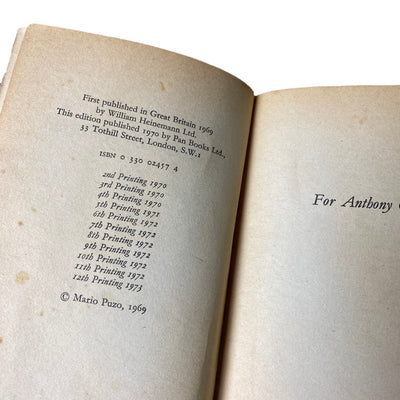 First published in Great Britain 1969
by William Heinemann Ltd.
This edition published 1970 by Pan Books Ltd.,
33 Tothill Street, London, S.W.1
ISBN 0 330 02457 4
2nd Printing 1970
3rd Printing 1970
4th Printing 1970
5th Printing 1971
6th Printing 1972
7th Printing 1972
8th Printing 1972
9th Printing 1972
10th Printing 1972
11th Printing 1972
12th Printing 1973
© Mario Puzo, 1969
For Anthony